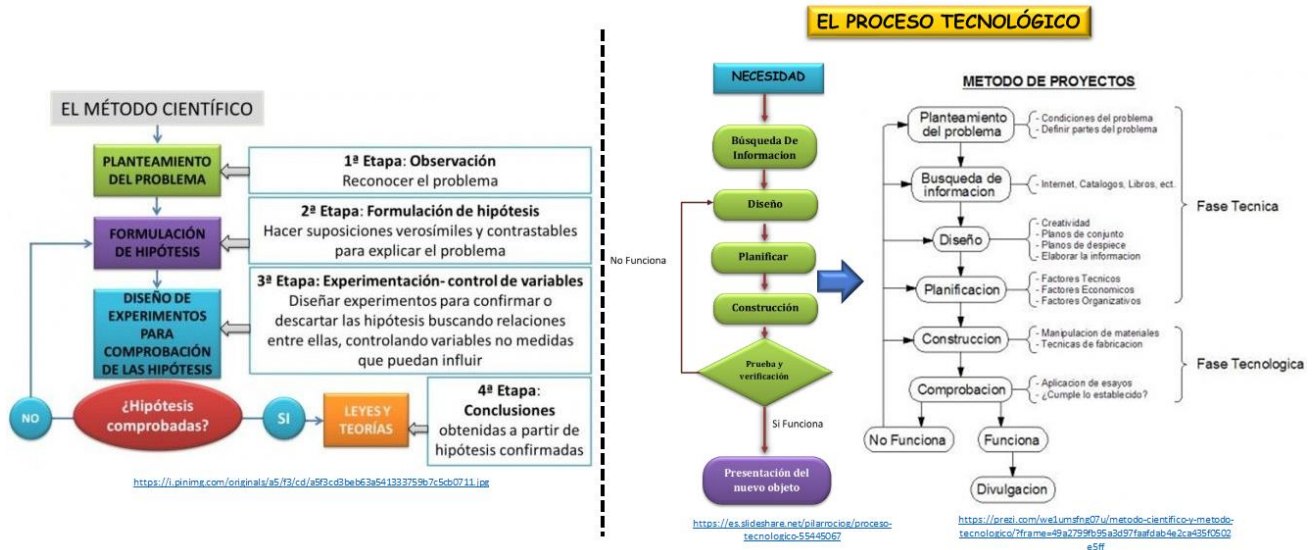 EL MÉTODO CIENTÍFICO
PLANTEAMIENTO
DEL PROBLEMA
1ª Etapa: Observación
Reconocer el problema
FORMULACIÓN
DE HIPÓTESIS
2ª Etapa: Formulación de hipótesis
Hacer suposiciones verosímiles y contrastables
para explicar el problema
DISEÑO DE
EXPERIMENTOS
PARA
COMPROBACIÓN
DE LAS HIPÓTESIS
3ª Etapa: Experimentación- control de variables
Diseñar experimentos para confirmar o
descartar las hipótesis buscando relaciones
entre ellas, controlando variables no medidas
que puedan influir
NO
¿Hipótesis
comprobadas?
SI
LEYES Y
TEORÍAS
4ª Etapa:
Conclusiones
obtenidas a partir de
hipótesis confirmadas
https://i.pinimg.com/originals/a5/f3/cd/a5f3cd3beb63a541333759b7c5cb0711.jpg
EL PROCESO TECNOLÓGICO
NECESIDAD
Búsqueda De
Informacion
Diseño
No Funciona
Planificar
Construcción
Prueba y
verificación
Si Funciona
Presentación del
nuevo objeto
https://es.slideshare.net/pilarrociog/proceso-
tecnologico-55445067
METODO DE PROYECTOS
Planteamiento
del problema
- Condiciones del problema
- Definir partes del problema
Busqueda de
informacion
- Internet, Catalogos, Libros, ect.
Diseño
- Creatividad
- Planos de conjunto
- Planos de despiece
- Elaborar la informacion
Planificacion
- Factores Tecnicos
- Factores Economicos
- Factores Organizativos
Fase Tecnica
Construccion
- Manipulacion de materiales
- Tecnicas de fabricacion
Comprobacion
- Aplicacion de esayos
- ¿Cumple lo establecido?
Fase Tecnologica
No Funciona
Funciona
Divulgacion
https://prezi.com/we1umsfng07u/metodo-cientifico-y-metodo-
tecnologico/?frame=49a2799fb95a3d97faafdab4e2ca435f0502
e5ff